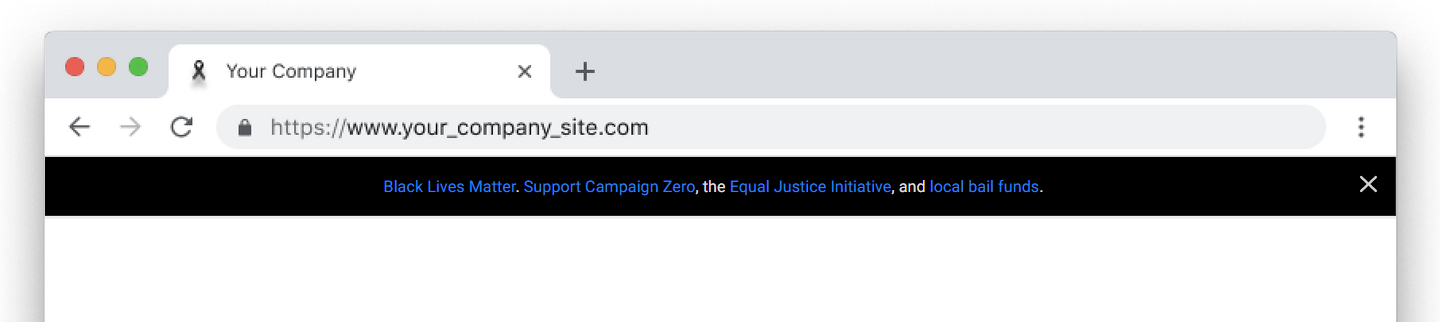 Your Company
https://www.your_company_site.com
Black Lives Matter. Support Campaign Zero, the Equal Justice Initiative, and local bail funds.